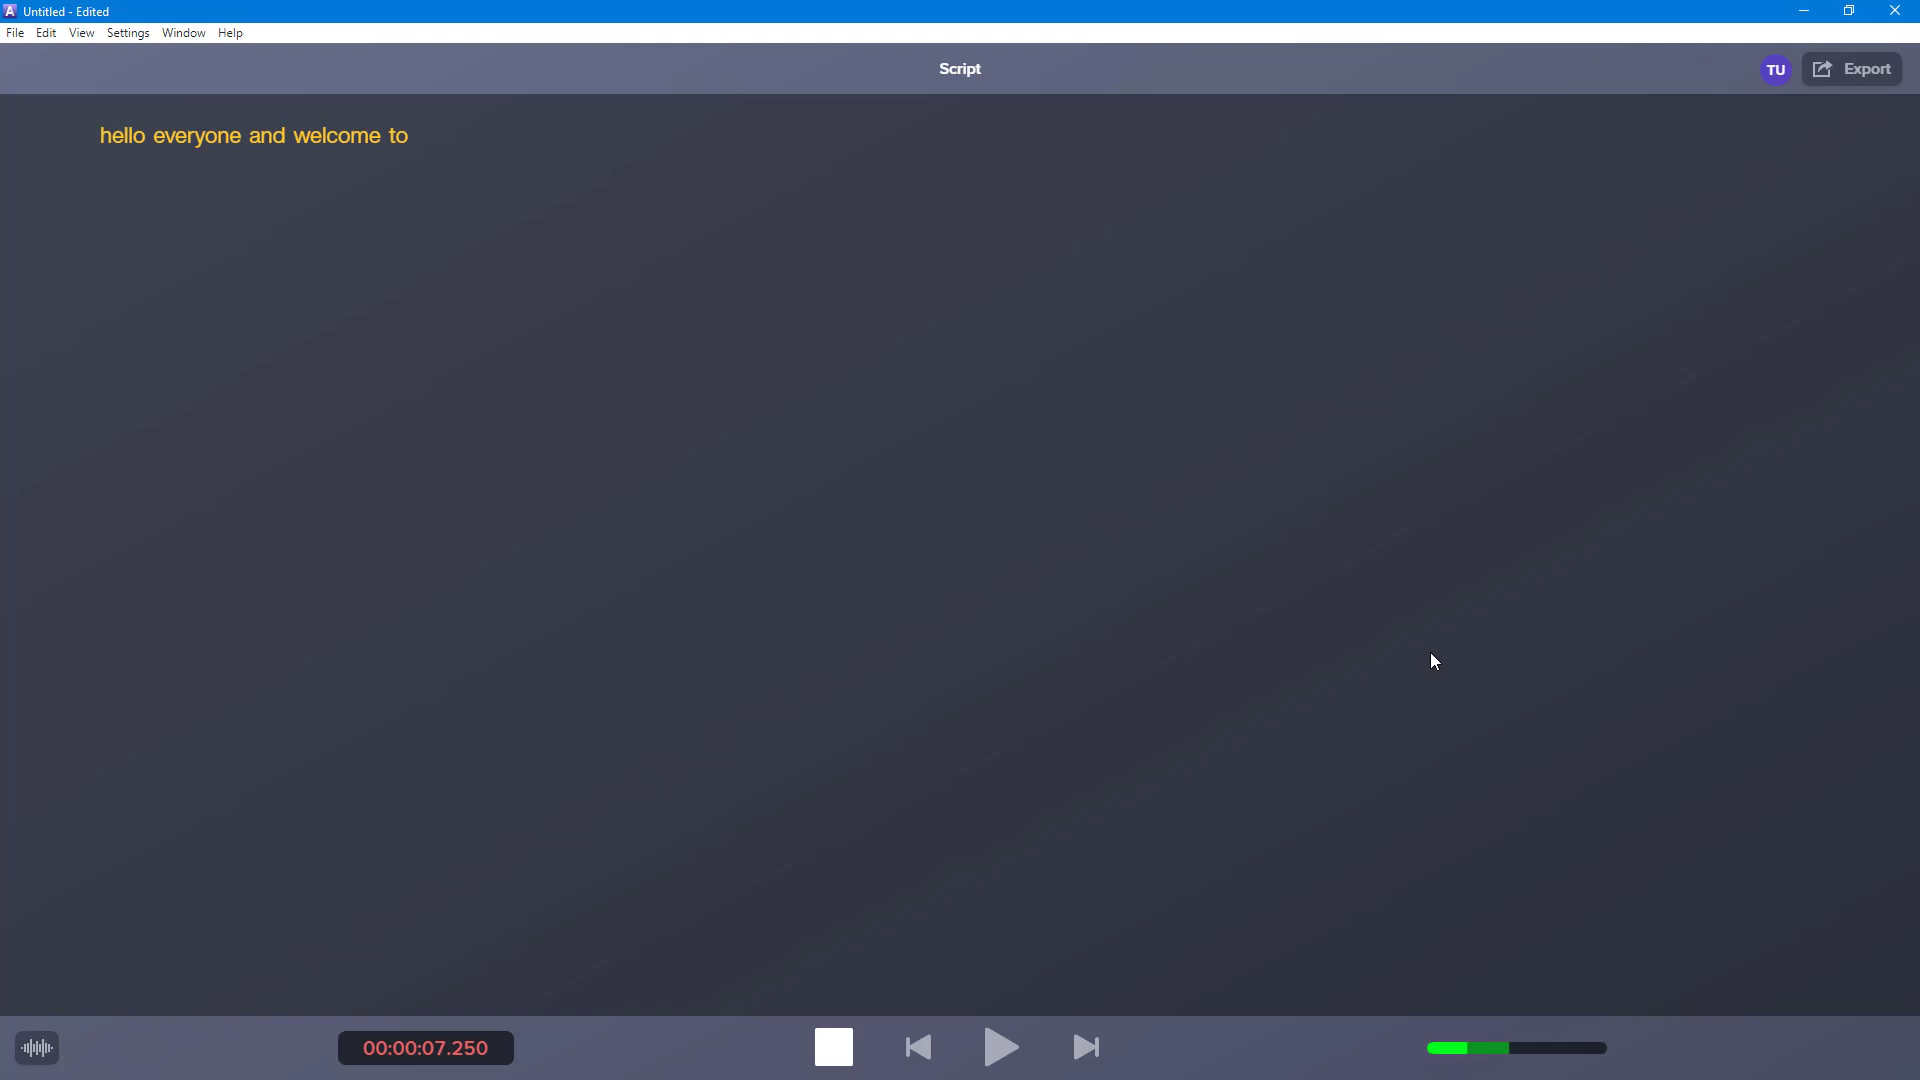 A Untitled - Edited
File Edit View Settings Window Help
Script
TU Export
hello everyone and welcome to
00:00:07.250